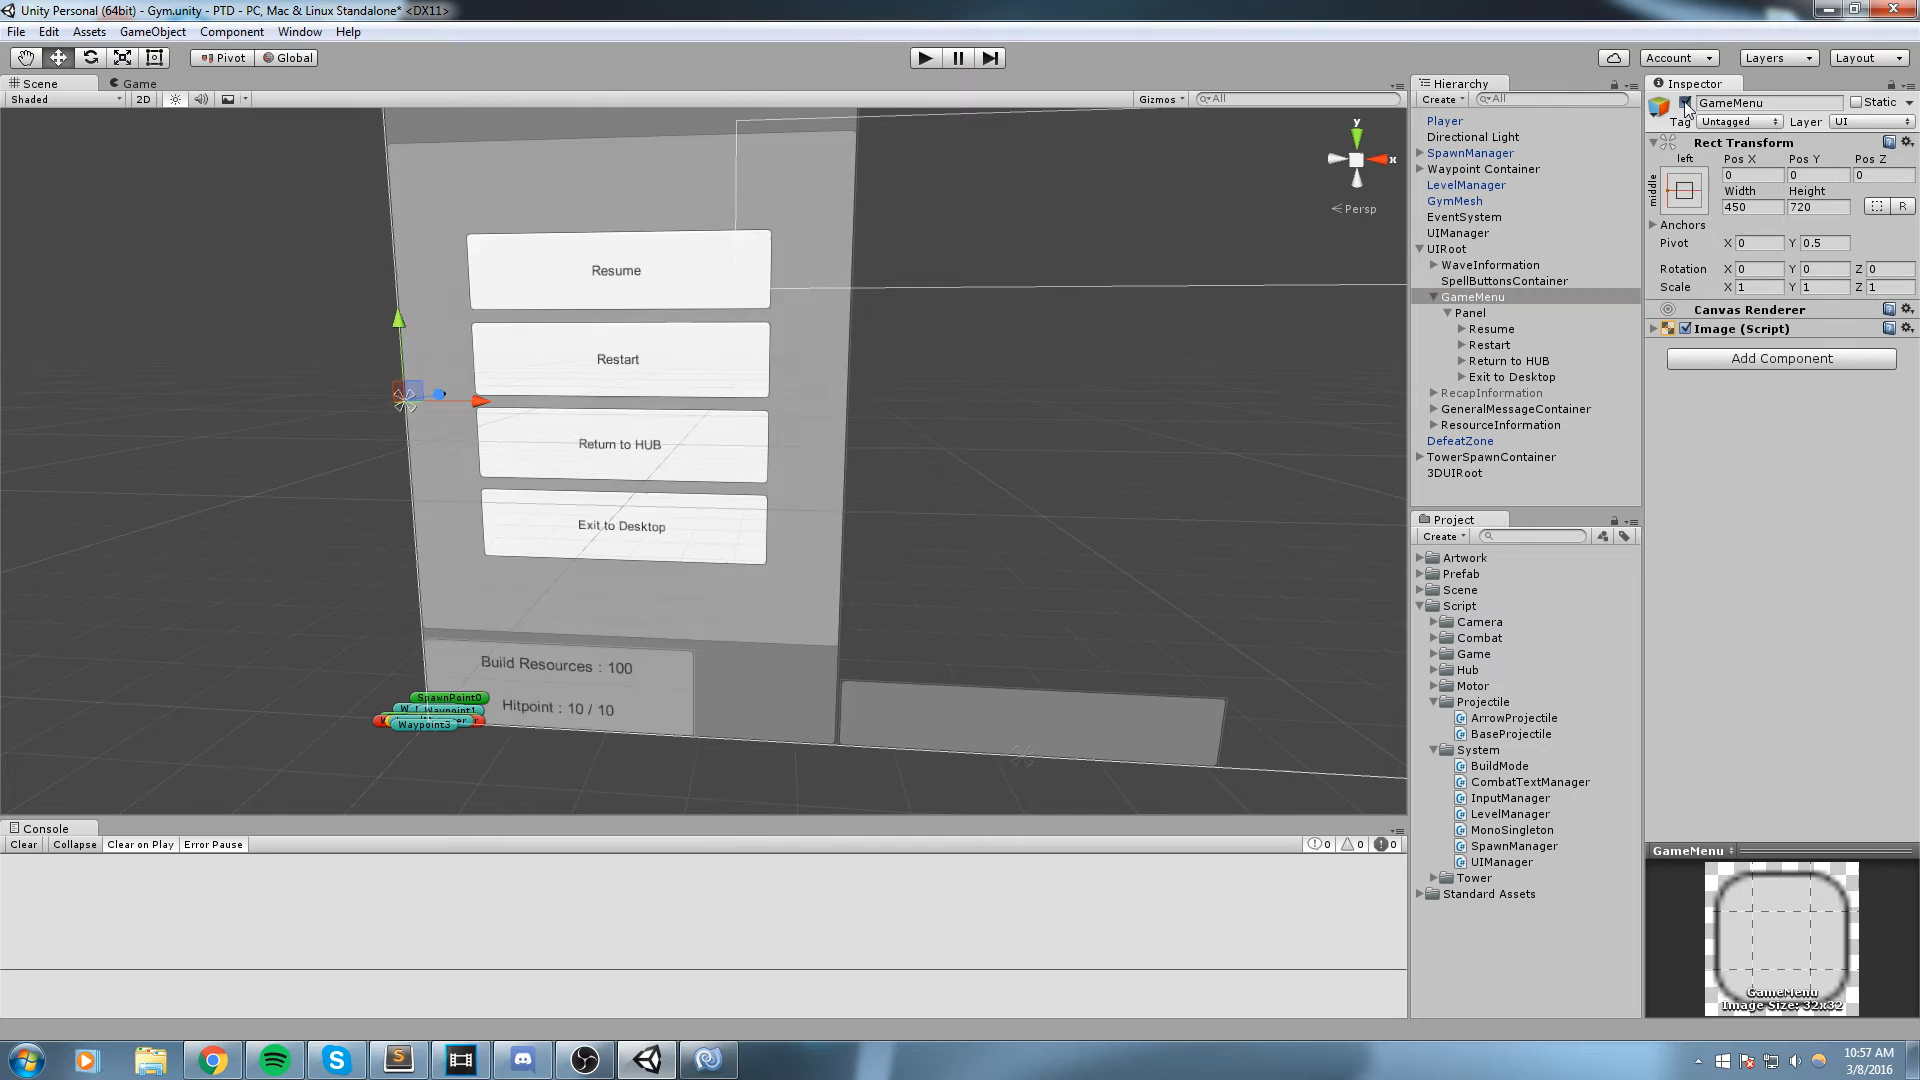 Unity Personal (64bit) - Gym.unity - PTD - PC, Mac & Linux Standalone* <DX11>
File Edit Assets GameObject Component Window Help
Pivot Global Account Layers Layout
Scene Game
Shaded 2D Gizmos All
y
x
Persp
Resume
Restart
Return to HUB
Exit to Desktop
Build Resources : 100
Hitpoint : 10 / 10
SpawnPoint0
Waypoint1
Waypoint3
Hierarchy
Create All
Player
Directional Light
SpawnManager
Waypoint Container
LevelManager
GymMesh
EventSystem
UIManager
UIRoot
WaveInformation
SpellButtonsContainer
GameMenu
Panel
Resume
Restart
Return to HUB
Exit to Desktop
RecapInformation
GeneralMessageContainer
ResourceInformation
DefeatZone
TowerSpawnContainer
3DUIRoot
Project
Create
Artwork
Prefab
Scene
Script
Camera
Combat
Game
Hub
Motor
Projectile
ArrowProjectile
BaseProjectile
System
BuildMode
CombatTextManager
InputManager
LevelManager
MonoSingleton
SpawnManager
UIManager
Tower
Standard Assets
Inspector
GameMenu Static
Tag Untagged Layer UI
Rect Transform
left Pos X Pos Y Pos Z
0 0 0
middle
Width Height
450 720 R
Anchors
Pivot X 0 Y 0.5
Rotation X 0 Y 0 Z 0
Scale X 1 Y 1 Z 1
Canvas Renderer
Image (Script)
Add Component
GameMenu
GameMenu
Image Size: 32x32
Console
Clear Collapse Clear on Play Error Pause 0 0 0
10:57 AM
3/8/2016